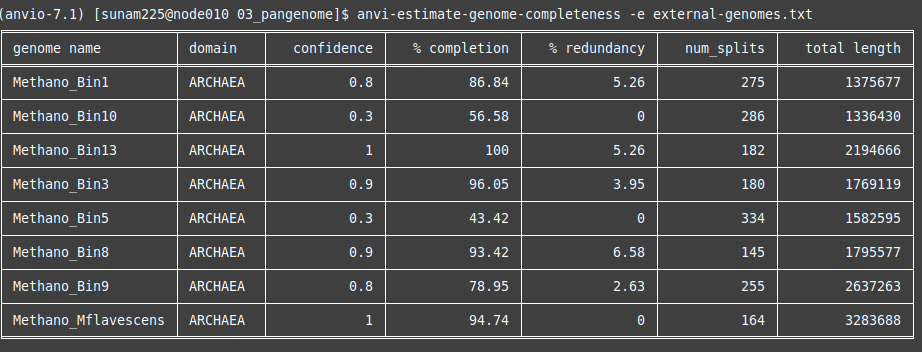 (anvio-7.1) [sunam225@node010 03_pangenome]$ anvi-estimate-genome-completeness -e external-genomes.txt
genome name domain confidence % completion % redundancy num_splits total length
Methano_Bin1 ARCHAEA 0.8 86.84 5.26 275 1375677
Methano_Bin10 ARCHAEA 0.3 56.58 0 286 1336430
Methano_Bin13 ARCHAEA 1 100 5.26 182 2194666
Methano_Bin3 ARCHAEA 0.9 96.05 3.95 180 1769119
Methano_Bin5 ARCHAEA 0.3 43.42 0 334 1582595
Methano_Bin8 ARCHAEA 0.9 93.42 6.58 145 1795577
Methano_Bin9 ARCHAEA 0.8 78.95 2.63 255 2637263
Methano_Mflavescens ARCHAEA 1 94.74 0 164 3283688